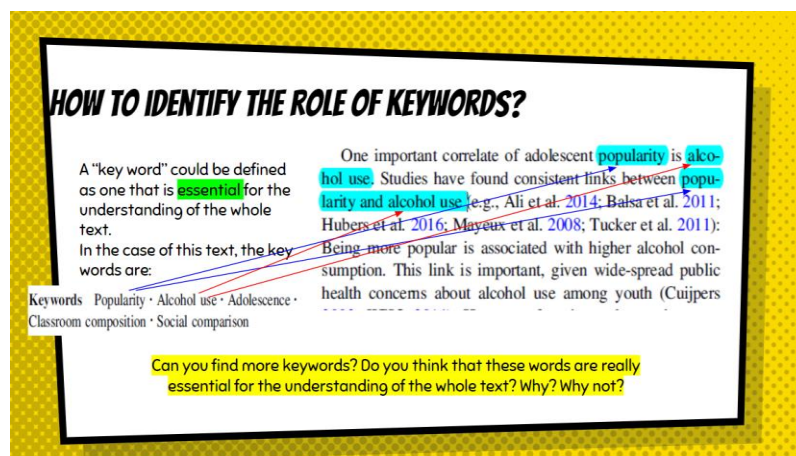 HOW TO IDENTIFY THE ROLE OF KEYWORDS?
A “key word” could be defined
as one that is essential for the
understanding of the whole
text.
In the case of this text, the key
words are:
Keywords Popularity · Alcohol use · Adolescence ·
Classroom composition · Social comparison
One important correlate of adolescent popularity is alco-
hol use. Studies have found consistent links between popu-
larity and alcohol use (e.g., Ali et al. 2014; Balsa et al. 2011;
Hubers et al. 2016; Mayeux et al. 2008; Tucker et al. 2011):
Being more popular is associated with higher alcohol con-
sumption. This link is important, given wide-spread public
health concerns about alcohol use among youth (Cuijpers
Can you find more keywords? Do you think that these words are really
essential for the understanding of the whole text? Why? Why not?